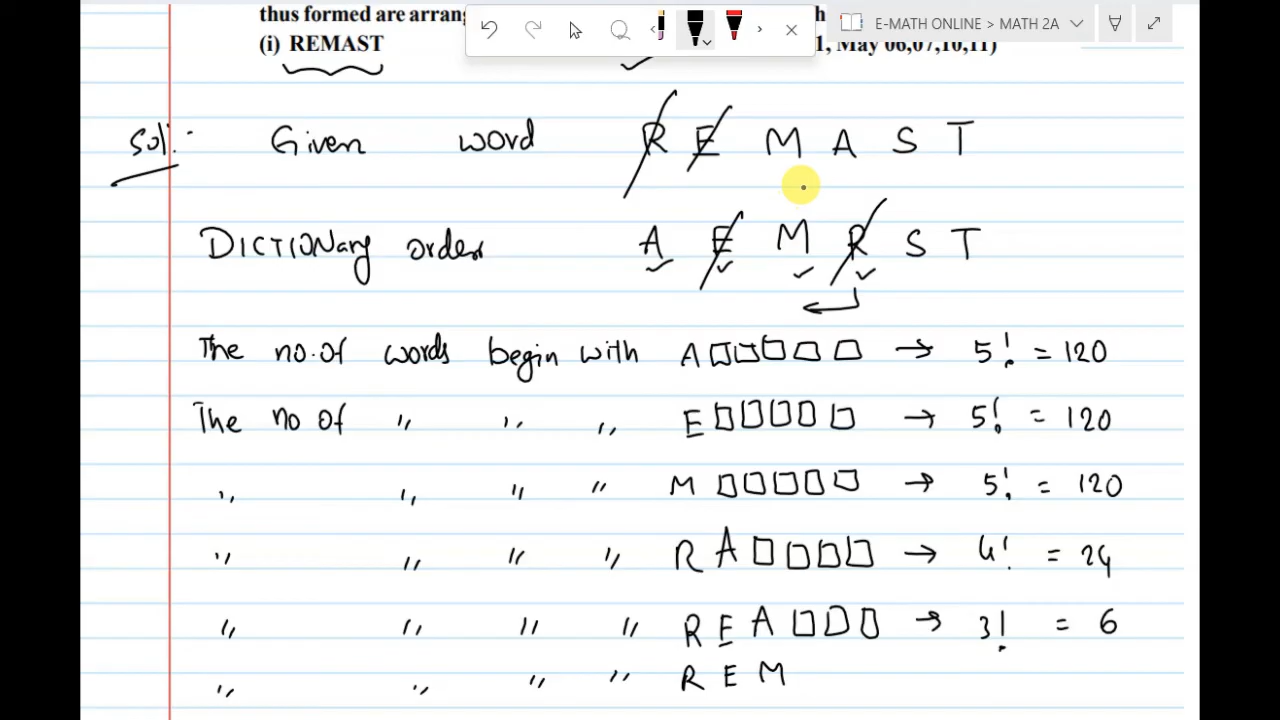 thus formed are arrang
(i) REMAST
1, May 06,07,10,11)
E-MATH ONLINE > MATH 2A
Sol:- Given word R E M A S T
DICTIONary order A E M R S T
The no.of words begin with A□□□□□ → 5! = 120
The no of " " " E□□□□□ → 5! = 120
" " " " M□□□□□ → 5! = 120
" " " " RA□□□□ → 4! = 24
" " " " REA□□□ → 3! = 6
" " " " REM